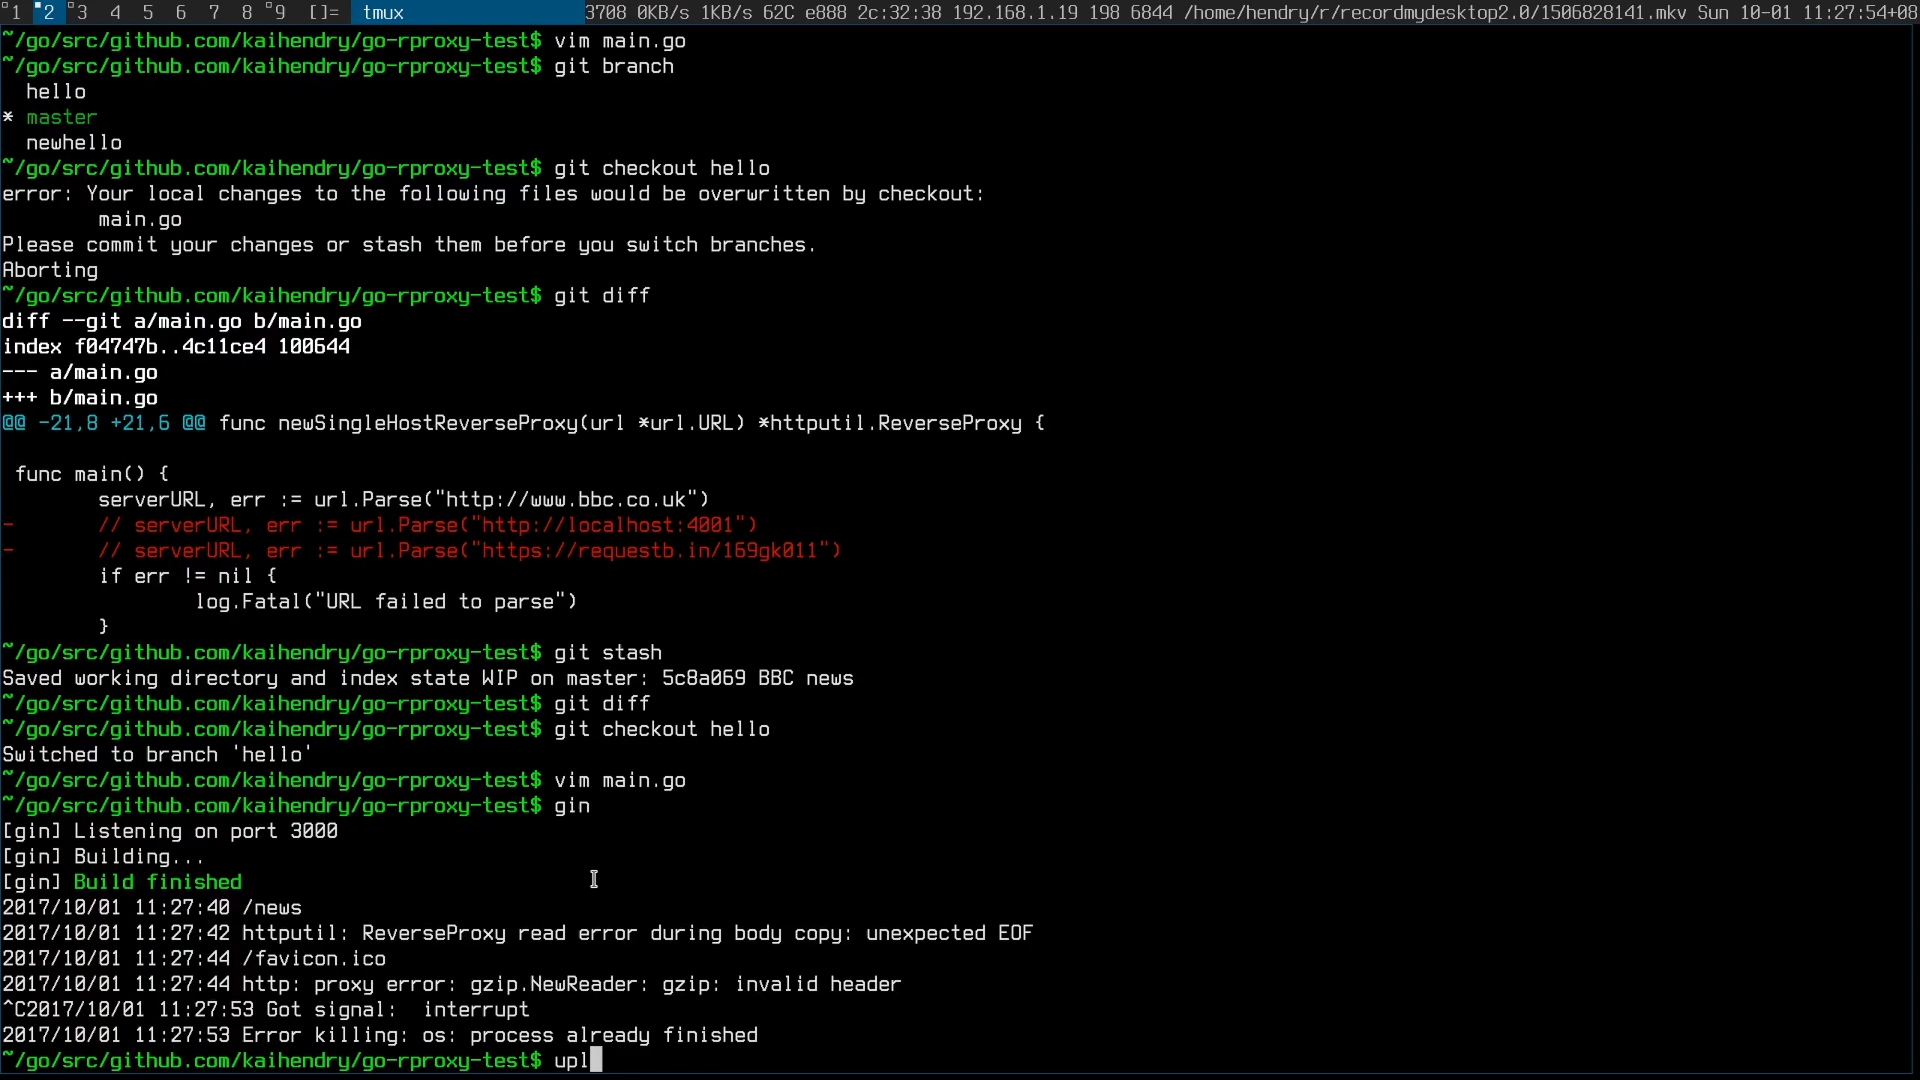 1 2 3 4 5 6 7 8 9 []= tmux 3708 0KB/s 1KB/s 62C e888 2c:32:38 192.168.1.19 198 6844 /home/hendry/r/recordmydesktop2.0/1506828141.mkv Sun 10-01 11:27:54+08
~/go/src/github.com/kaihendry/go-rproxy-test$ vim main.go
~/go/src/github.com/kaihendry/go-rproxy-test$ git branch
  hello
* master
  newhello
~/go/src/github.com/kaihendry/go-rproxy-test$ git checkout hello
error: Your local changes to the following files would be overwritten by checkout:
        main.go
Please commit your changes or stash them before you switch branches.
Aborting
~/go/src/github.com/kaihendry/go-rproxy-test$ git diff
diff --git a/main.go b/main.go
index f04747b..4c11ce4 100644
--- a/main.go
+++ b/main.go
@@ -21,8 +21,6 @@ func newSingleHostReverseProxy(url *url.URL) *httputil.ReverseProxy {
 func main() {
        serverURL, err := url.Parse("http://www.bbc.co.uk")
-       // serverURL, err := url.Parse("http://localhost:4001")
-       // serverURL, err := url.Parse("https://requestb.in/169gk011")
        if err != nil {
                log.Fatal("URL failed to parse")
        }
~/go/src/github.com/kaihendry/go-rproxy-test$ git stash
Saved working directory and index state WIP on master: 5c8a069 BBC news
~/go/src/github.com/kaihendry/go-rproxy-test$ git diff
~/go/src/github.com/kaihendry/go-rproxy-test$ git checkout hello
Switched to branch 'hello'
~/go/src/github.com/kaihendry/go-rproxy-test$ vim main.go
~/go/src/github.com/kaihendry/go-rproxy-test$ gin
[gin] Listening on port 3000
[gin] Building...
[gin] Build finished
2017/10/01 11:27:40 /news
2017/10/01 11:27:42 httputil: ReverseProxy read error during body copy: unexpected EOF
2017/10/01 11:27:44 /favicon.ico
2017/10/01 11:27:44 http: proxy error: gzip.NewReader: gzip: invalid header
^C2017/10/01 11:27:53 Got signal:  interrupt
2017/10/01 11:27:53 Error killing: os: process already finished
~/go/src/github.com/kaihendry/go-rproxy-test$ upl